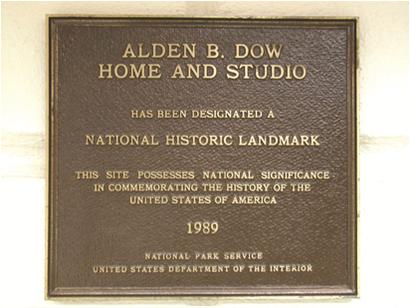 ALDEN B. DOW
HOME AND STUDIO
HAS BEEN DESIGNATED A
NATIONAL HISTORIC LANDMARK
THIS SITE POSSESSES NATIONAL SIGNIFICANCE
IN COMMEMORATING THE HISTORY OF THE
UNITED STATES OF AMERICA
1989
NATIONAL PARK SERVICE
UNITED STATES DEPARTMENT OF THE INTERIOR